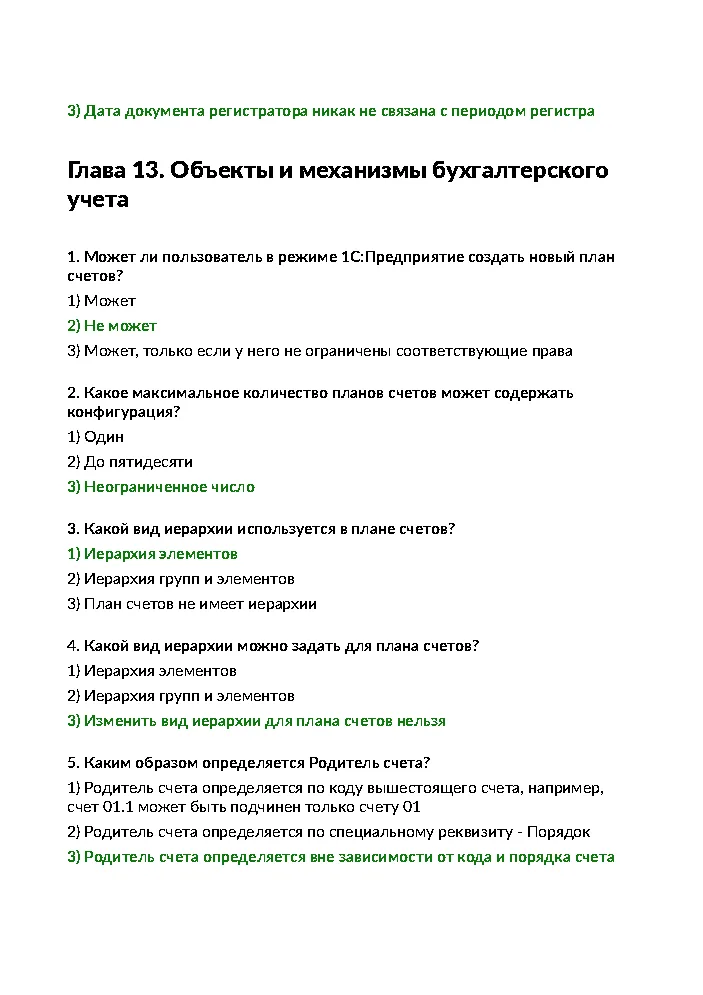 3) Дата документа регистратора никак не связана с периодом регистра
Глава 13. Объекты и механизмы бухгалтерского
учета
1. Может ли пользователь в режиме 1С:Предприятие создать новый план
счетов?
1) Может
2) Не может
3) Может, только если у него не ограничены соответствующие права
2. Какое максимальное количество планов счетов может содержать
конфигурация?
1) Один
2) До пятидесяти
3) Неограниченное число
3. Какой вид иерархии используется в плане счетов?
1) Иерархия элементов
2) Иерархия групп и элементов
3) План счетов не имеет иерархии
4. Какой вид иерархии можно задать для плана счетов?
1) Иерархия элементов
2) Иерархия групп и элементов
3) Изменить вид иерархии для плана счетов нельзя
5. Каким образом определяется Родитель счета?
1) Родитель счета определяется по коду вышестоящего счета, например,
счет 01.1 может быть подчинен только счету 01
2) Родитель счета определяется по специальному реквизиту - Порядок
3) Родитель счета определяется вне зависимости от кода и порядка счета